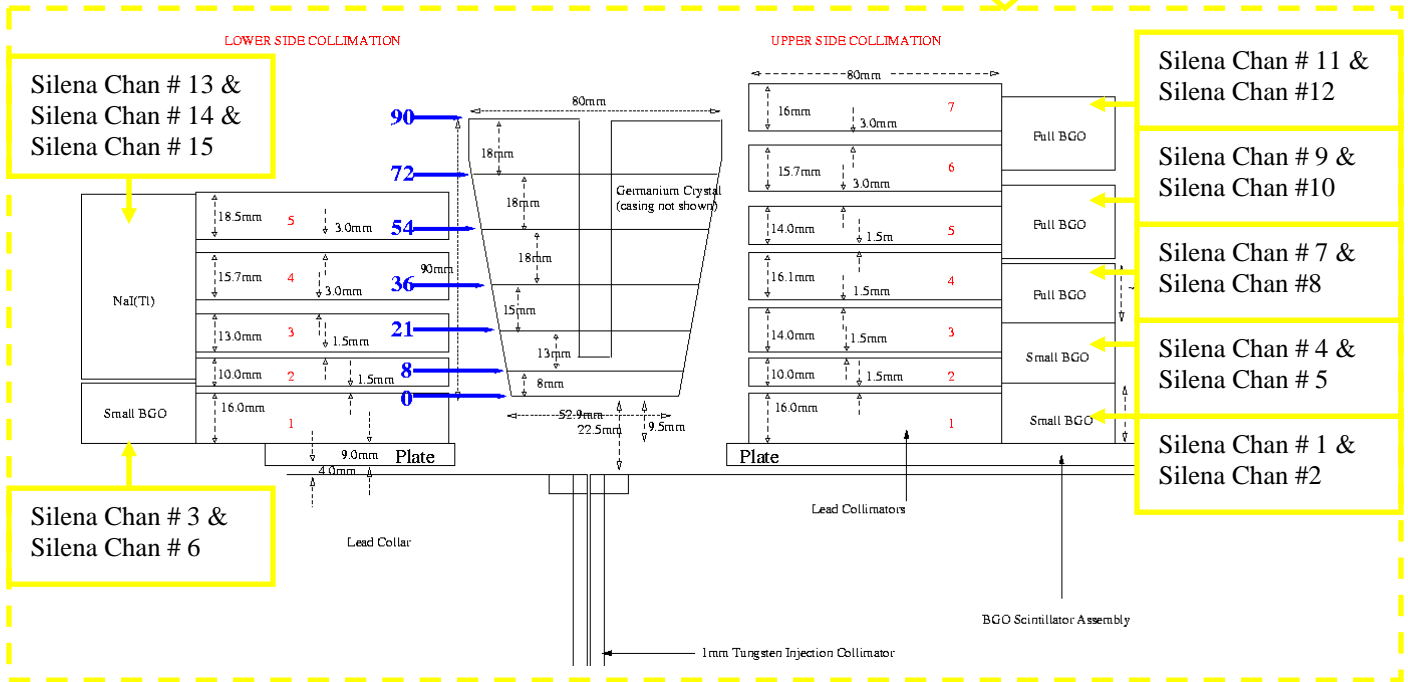 LOWER SIDE COLLIMATION
UPPER SIDE COLLIMATION
Silena Chan # 13 &
Silena Chan # 14 &
Silena Chan # 15
NaI(Tl)
Small BGO
Silena Chan # 3 &
Silena Chan # 6
18.5mm
5
3.0mm
15.7mm
4
3.0mm
13.0mm
3
1.5mm
10.0mm
2
1.5mm
16.0mm
1
9.0mm
Plate
4.0mm
Lead Collar
90
72
54
36
21
8
0
90mm
80mm
18mm
18mm
18mm
15mm
13mm
8mm
Germanium Crystal
(casing not shown)
52.9mm
22.5mm
9.5mm
80mm
16mm
7
3.0mm
15.7mm
6
3.0mm
14.0mm
5
1.5m
16.1mm
4
1.5mm
14.0mm
3
1.5mm
10.0mm
2
1.5mm
16.0mm
1
Plate
Full BGO
Full BGO
Full BGO
Small BGO
Small BGO
Silena Chan # 11 &
Silena Chan #12
Silena Chan # 9 &
Silena Chan #10
Silena Chan # 7 &
Silena Chan #8
Silena Chan # 4 &
Silena Chan # 5
Silena Chan # 1 &
Silena Chan #2
Lead Collimators
BGO Scintillator Assembly
1mm Tungsten Injection Collimator